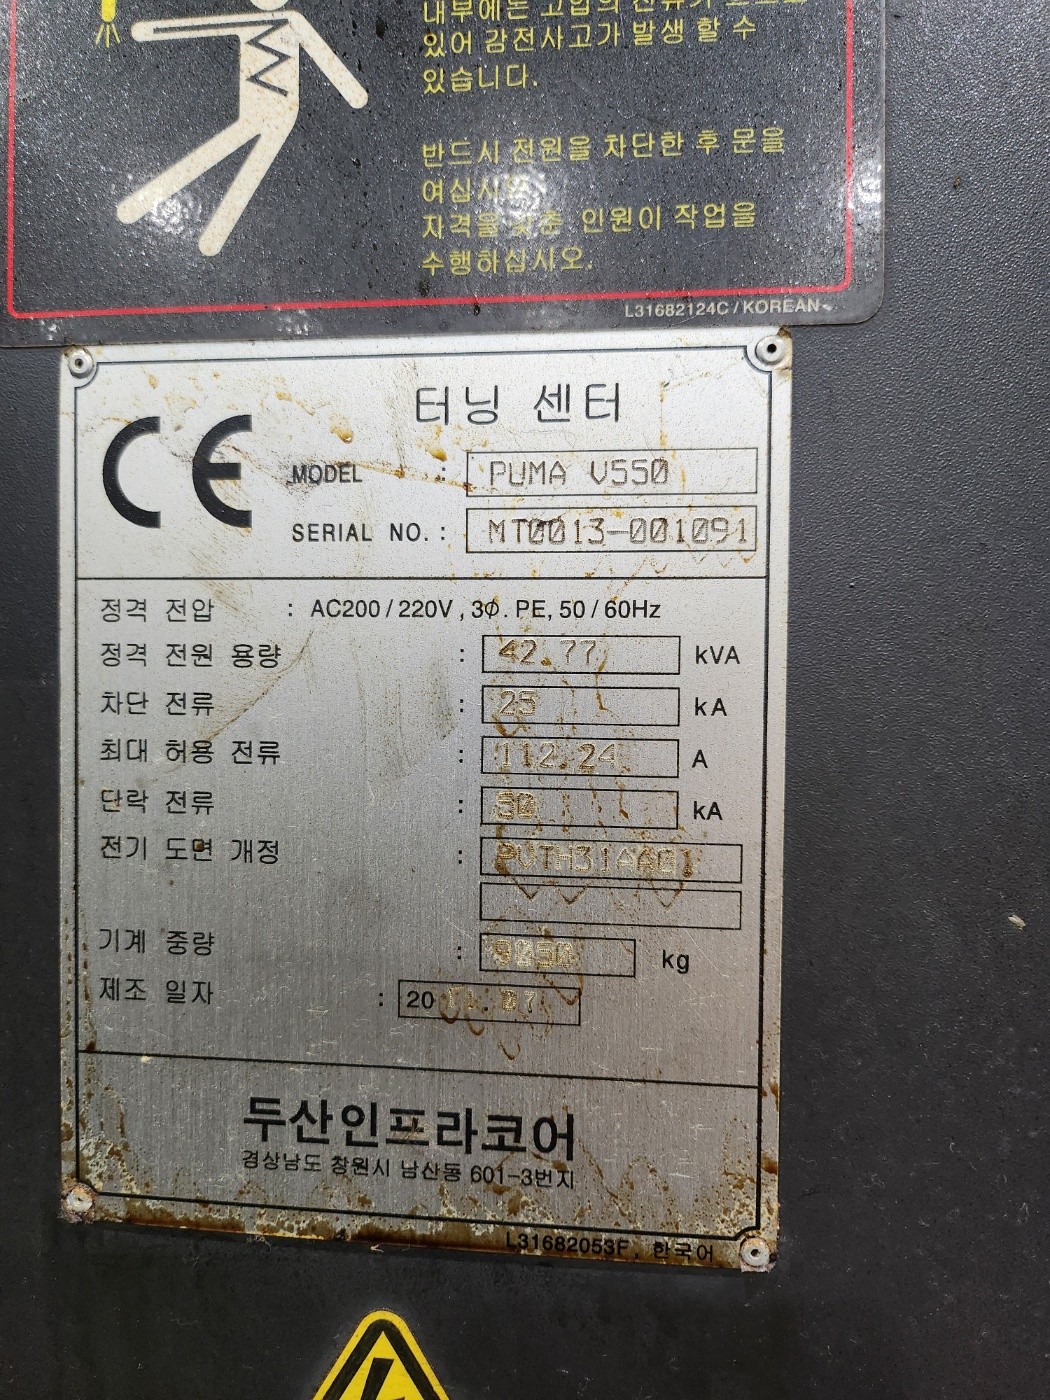 내부에는 고압의 전류가
있어 감전사고가 발생 할 수
있습니다.
반드시 전원을 차단한 후 문을
여십시오.
자격을 갖춘 인원이 작업을
수행하십시오.
L31682124C / KOREAN
터닝 센터
CE
MODEL : PUMA V550
SERIAL NO. : MT0013-001091
정격 전압 : AC200 / 220V , 3Φ. PE, 50 / 60Hz
정격 전원 용량 : 42.77 kVA
차단 전류 : 25 kA
최대 허용 전류 : 112.24 A
단락 전류 : 50 kA
전기 도면 개정 :
기계 중량 : kg
제조 일자 : 20 .07
두산인프라코어
경상남도 창원시 남산동 601-3번지
L31682053F, 한국어